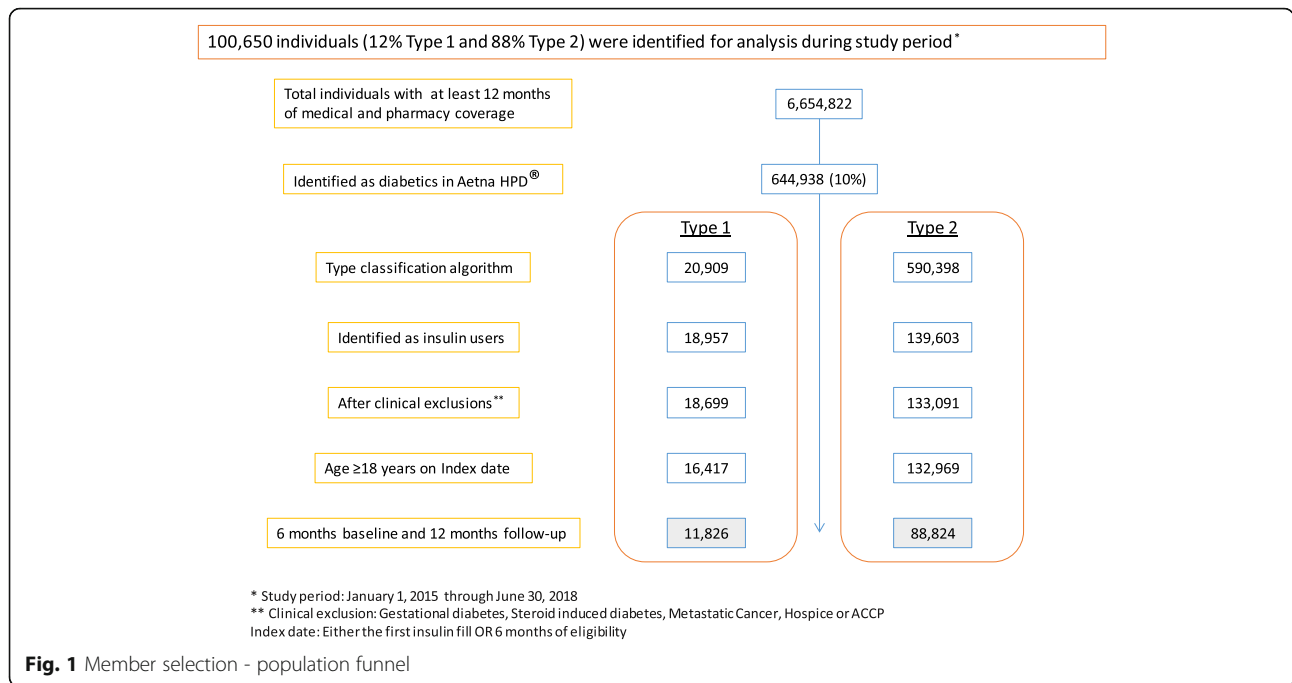 100,650 individuals (12% Type 1 and 88% Type 2) were identified for analysis during study period*
Total individuals with at least 12 months
of medical and pharmacy coverage
6,654,822
Identified as diabetics in Aetna HPD®
644,938 (10%)
Type 1
Type 2
Type classification algorithm
20,909
590,398
Identified as insulin users
18,957
139,603
After clinical exclusions**
18,699
133,091
Age ≥18 years on Index date
16,417
132,969
6 months baseline and 12 months follow-up
11,826
88,824
* Study period: January 1, 2015 through June 30, 2018
** Clinical exclusion: Gestational diabetes, Steroid induced diabetes, Metastatic Cancer, Hospice or ACCP
Index date: Either the first insulin fill OR 6 months of eligibility
Fig. 1 Member selection - population funnel